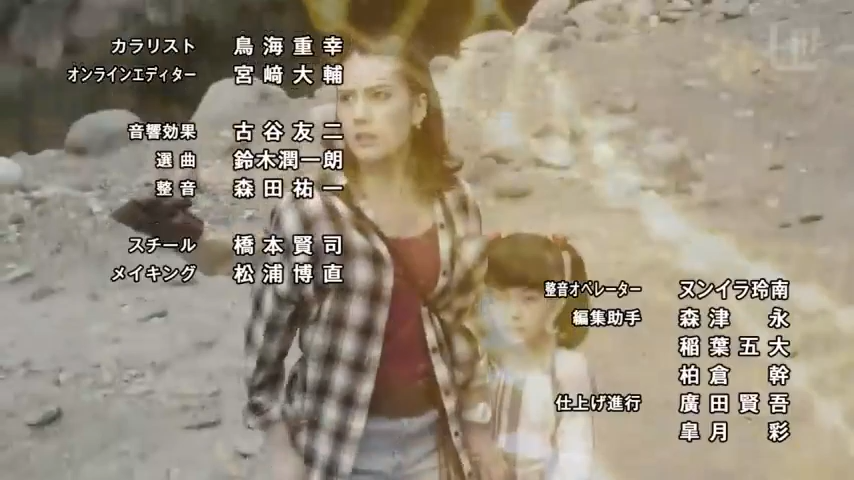 カラリスト 鳥海重幸
オンラインエディター 宮﨑大輔
音響効果 古谷友二
選曲 鈴木潤一朗
整音 森田祐一
スチール 橋本賢司
メイキング 松浦博直
整音オペレーター ヌンイラ玲南
編集助手 森津永
稲葉五大
柏倉幹
仕上げ進行 廣田賢吾
皐月彩